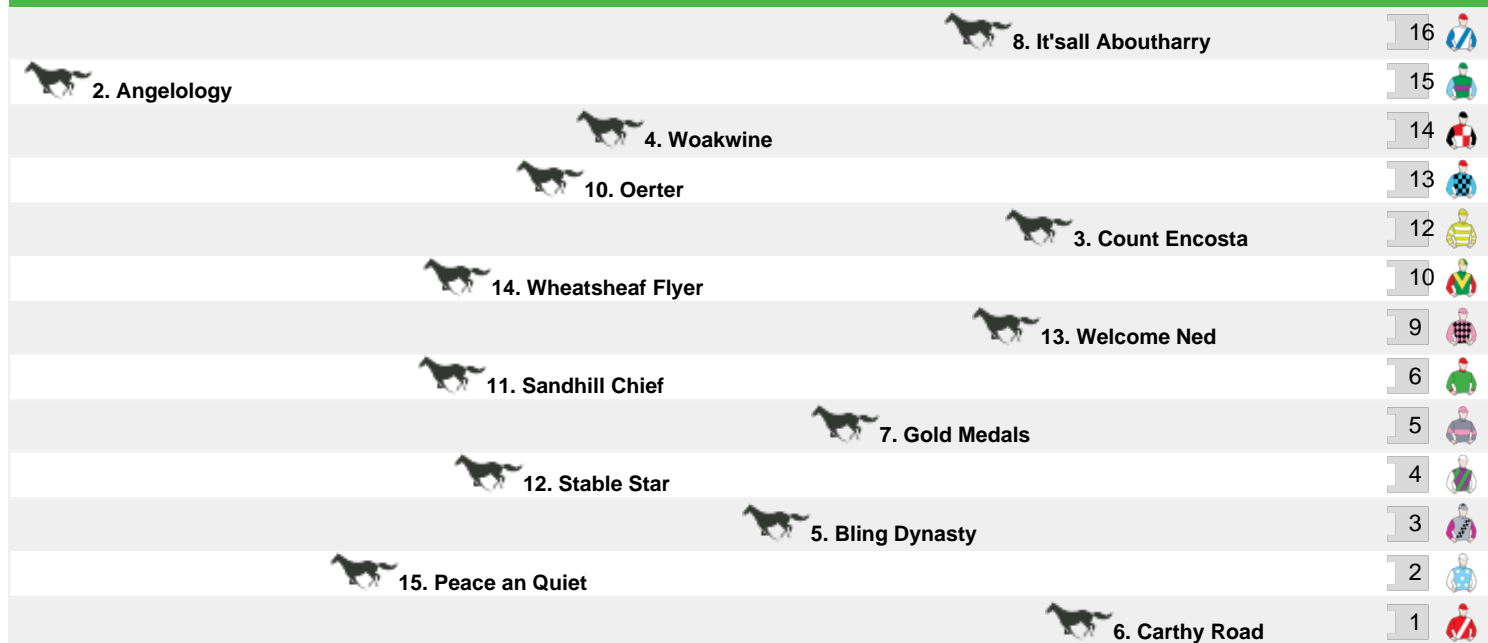 8. It'sall Aboutharry 16
2. Angelology 15
4. Woakwine 14
10. Oerter 13
3. Count Encosta 12
14. Wheatsheaf Flyer 10
13. Welcome Ned 9
11. Sandhill Chief 6
7. Gold Medals 5
12. Stable Star 4
5. Bling Dynasty 3
15. Peace an Quiet 2
6. Carthy Road 1